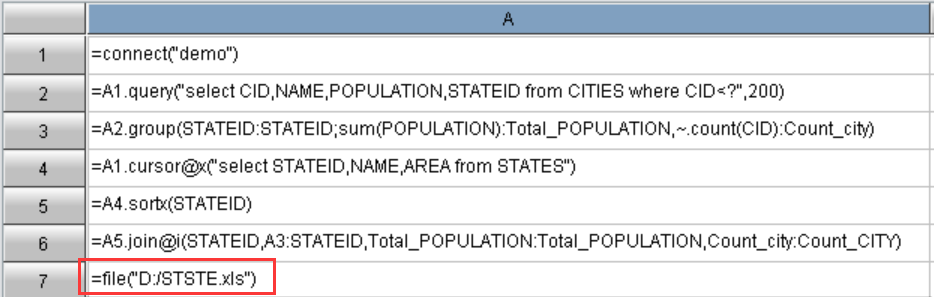 A
1 =connect("demo")
2 =A1.query("select CID,NAME,POPULATION,STATEID from CITIES where CID<?",200)
3 =A2.group(STATEID:STATEID;sum(POPULATION):Total_POPULATION,~.count(CID):Count_city)
4 =A1.cursor@x("select STATEID,NAME,AREA from STATES")
5 =A4.sortx(STATEID)
6 =A5.join@i(STATEID,A3:STATEID,Total_POPULATION:Total_POPULATION,Count_city:Count_CITY)
7 =file("D:/STSTE.xls")